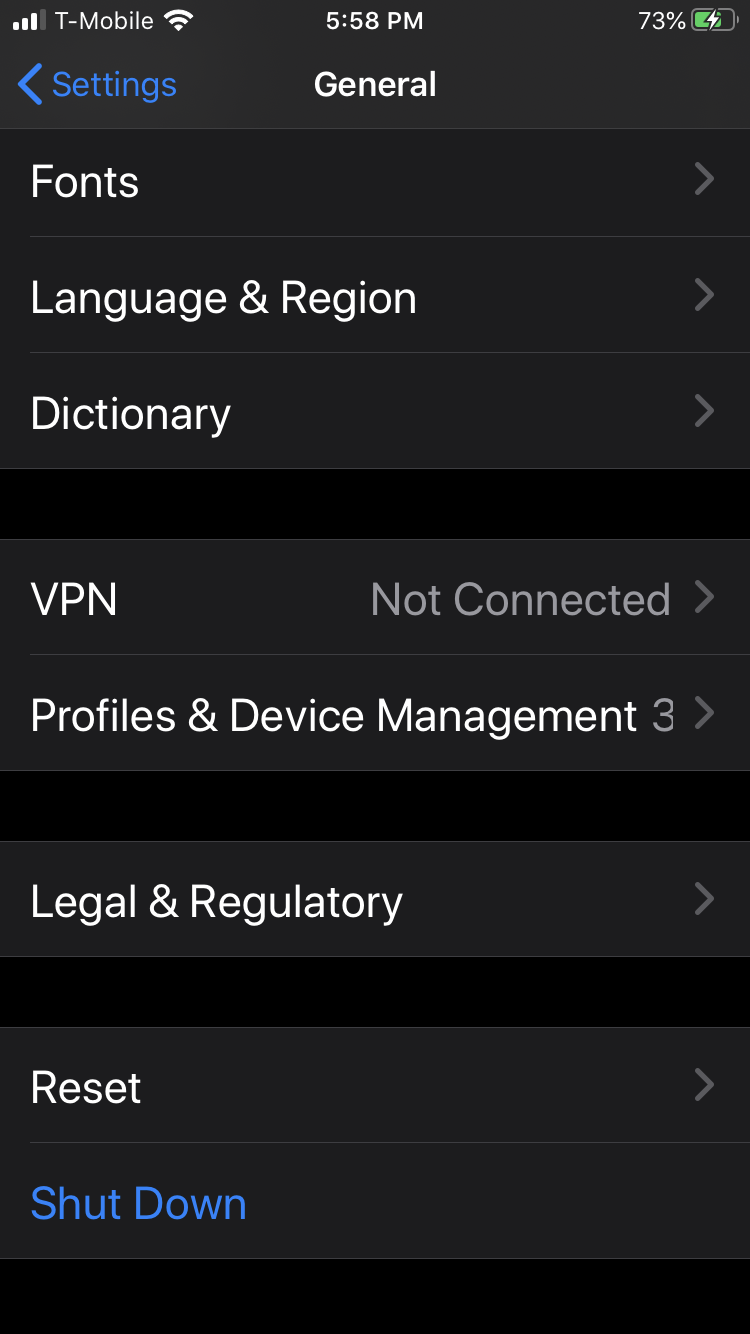 T-Mobile 5:58 PM 73%
Settings General
Fonts
Language & Region
Dictionary
VPN Not Connected
Profiles & Device Management 3
Legal & Regulatory
Reset
Shut Down